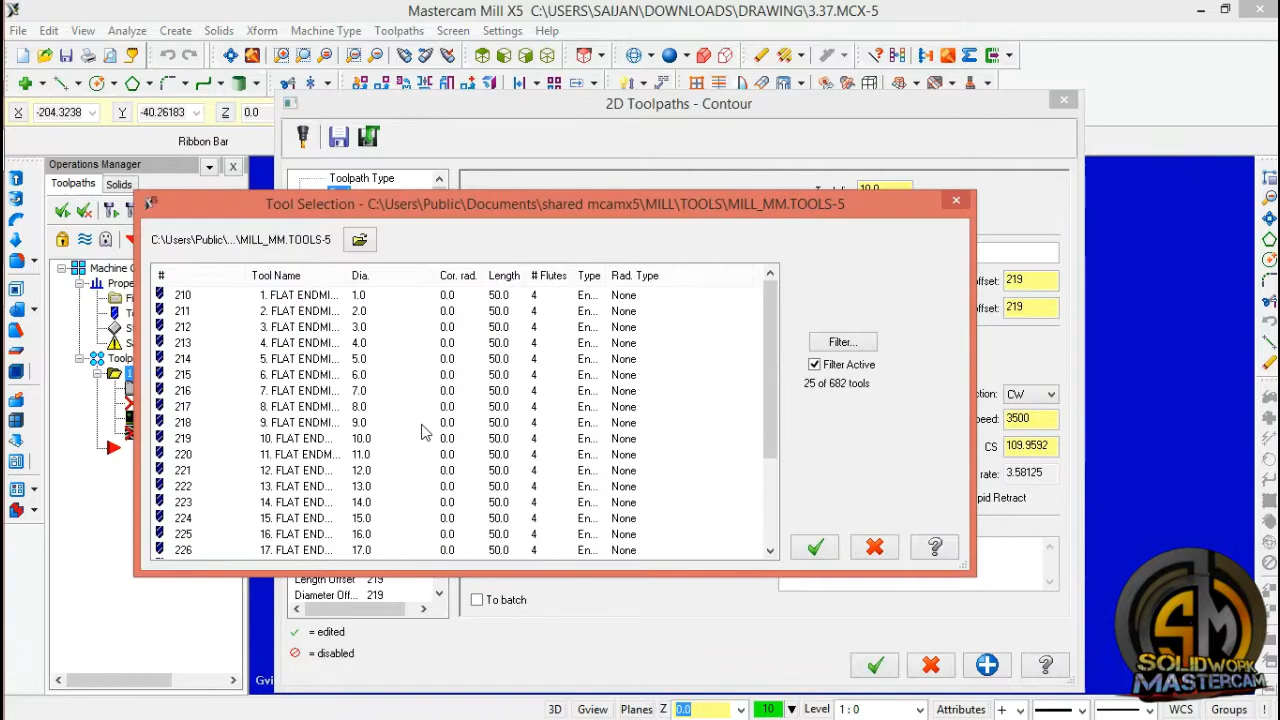 Mastercam Mill X5 C:\USERS\SAIJAN\DOWNLOADS\DRAWING\3.37.MCX-5
File Edit View Analyze Create Solids Xform Machine Type Toolpaths Screen Settings Help
X -204.3238 Y -40.26183 Z 0.0
2D Toolpaths - Contour
Ribbon Bar
Operations Manager
Toolpaths Solids
Toolpath Type
Tool Selection - C:\Users\Public\Documents\shared mcamx5\MILL\TOOLS\MILL_MM.TOOLS-5
C:\Users\Public\...\MILL_MM.TOOLS-5
# Tool Name Dia. Cor. rad. Length # Flutes Type Rad. Type
210 1. FLAT ENDMI... 1.0 0.0 50.0 4 En... None
211 2. FLAT ENDMI... 2.0 0.0 50.0 4 En... None
212 3. FLAT ENDMI... 3.0 0.0 50.0 4 En... None
213 4. FLAT ENDMI... 4.0 0.0 50.0 4 En... None
214 5. FLAT ENDMI... 5.0 0.0 50.0 4 En... None
215 6. FLAT ENDMI... 6.0 0.0 50.0 4 En... None
216 7. FLAT ENDMI... 7.0 0.0 50.0 4 En... None
217 8. FLAT ENDMI... 8.0 0.0 50.0 4 En... None
218 9. FLAT ENDMI... 9.0 0.0 50.0 4 En... None
219 10. FLAT END... 10.0 0.0 50.0 4 En... None
220 11. FLAT ENDM... 11.0 0.0 50.0 4 En... None
221 12. FLAT END... 12.0 0.0 50.0 4 En... None
222 13. FLAT END... 13.0 0.0 50.0 4 En... None
223 14. FLAT END... 14.0 0.0 50.0 4 En... None
224 15. FLAT END... 15.0 0.0 50.0 4 En... None
225 16. FLAT END... 16.0 0.0 50.0 4 En... None
226 17. FLAT END... 17.0 0.0 50.0 4 En... None
Filter...
Filter Active
25 of 682 tools
Machine G
Prop
Fil
T
S
S
Toolp
1
offset: 219
offset: 219
ction: CW
peed: 3500
CS 109.9592
rate: 3.58125
pid Retract
Length Offset 219
Diameter Off... 219
To batch
= edited
= disabled
Gvi
SM
SOLIDWORK
MASTERCAM
3D Gview Planes Z 0.0 10 Level 1: 0 Attributes WCS Groups !